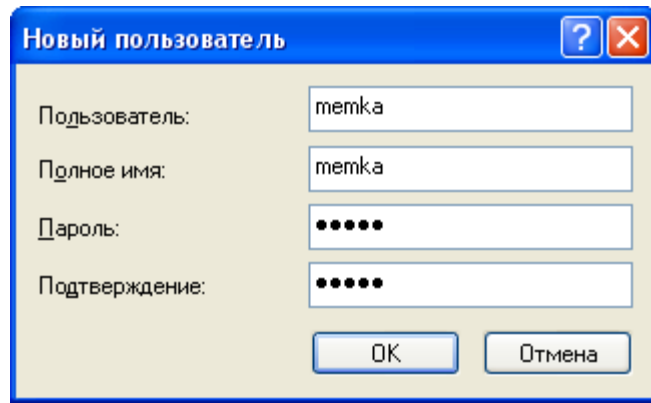 Новый пользователь
Пользователь: memka
Полное имя: memka
Пароль: •••••
Подтверждение: •••••
OK Отмена